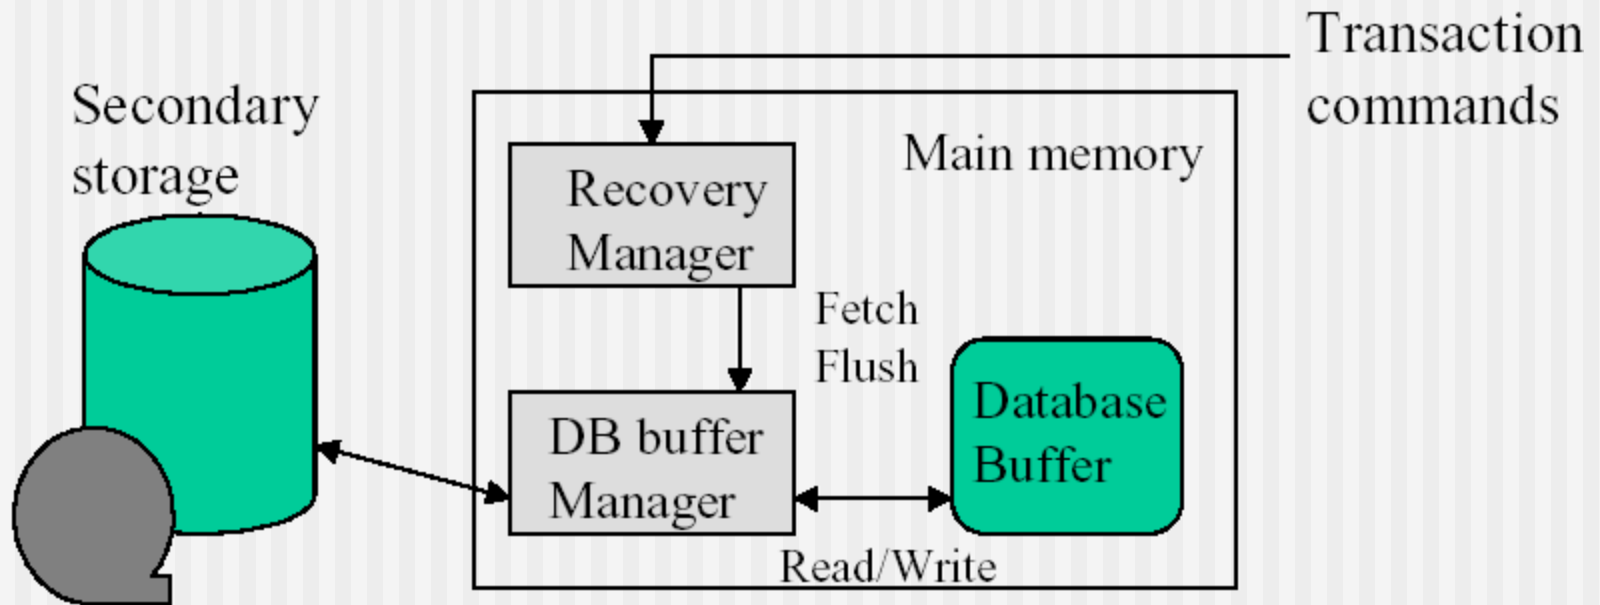 Transaction
commands
Secondary
storage
Main memory
Recovery
Manager
Fetch
Flush
Database
Buffer
DB buffer
Manager
Read/Write